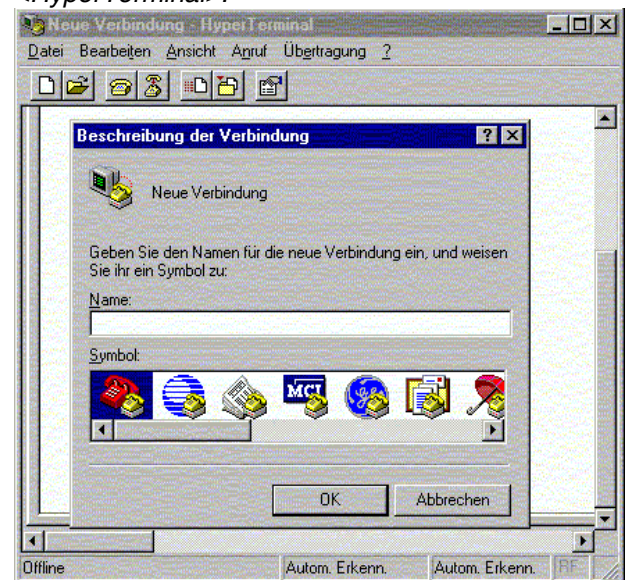 <HyperTerminal>.
Neue Verbindung - HyperTerminal
Datei Bearbeiten Ansicht Anruf Übertragung ?
Beschreibung der Verbindung
Neue Verbindung
Geben Sie den Namen für die neue Verbindung ein, und weisen
Sie ihr ein Symbol zu:
Name:
Symbol:
MCI
OK Abbrechen
Offline Autom. Erkenn. Autom. Erkenn. RF